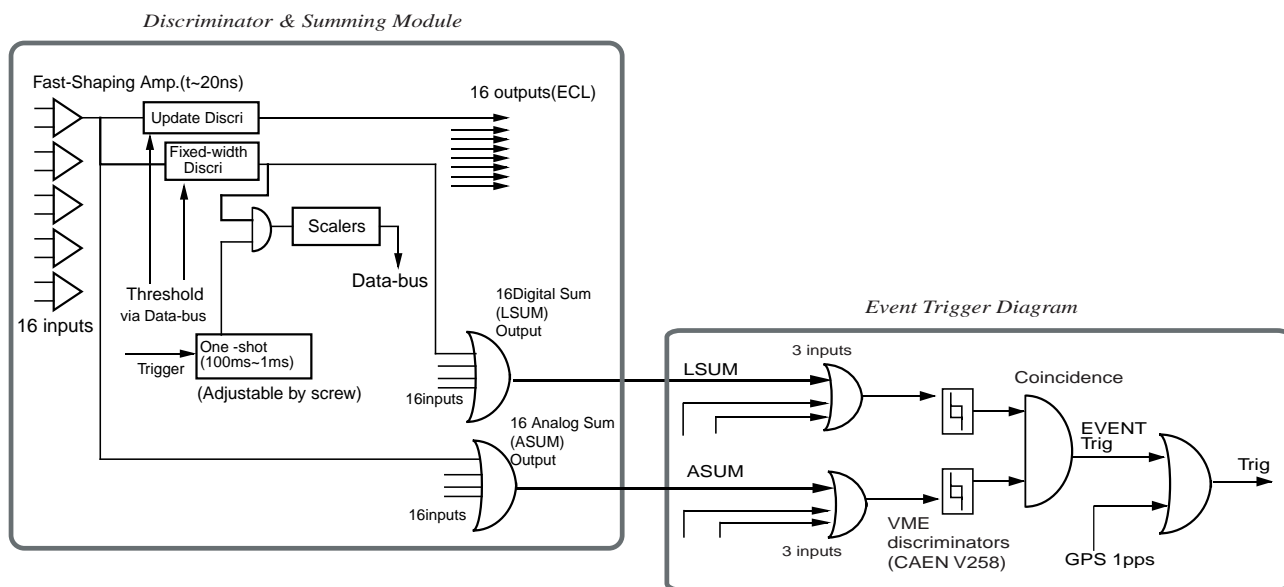 Discriminator & Summing Module
Fast-Shaping Amp.(t~20ns)
16 outputs(ECL)
Update Discri
Fixed-width
Discri
Scalers
Data-bus
Threshold
via Data-bus
16 inputs
One -shot
(100ms~1ms)
Trigger
(Adjustable by screw)
16Digital Sum
(LSUM)
Output
16inputs
16 Analog Sum
(ASUM)
Output
16inputs
Event Trigger Diagram
3 inputs
LSUM
Coincidence
EVENT
Trig
Trig
ASUM
3 inputs
VME
discriminators
(CAEN V258)
GPS 1pps